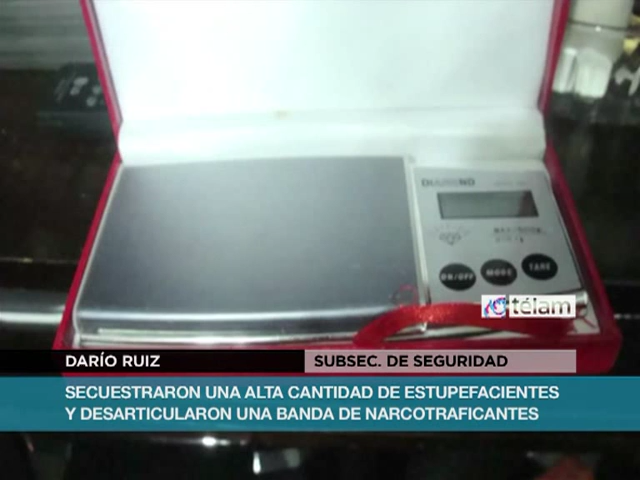 DIAMOND
ON/OFF
MODE
TARE
télam
DARÍO RUIZ
SUBSEC. DE SEGURIDAD
SECUESTRARON UNA ALTA CANTIDAD DE ESTUPEFACIENTES
Y DESARTICULARON UNA BANDA DE NARCOTRAFICANTES